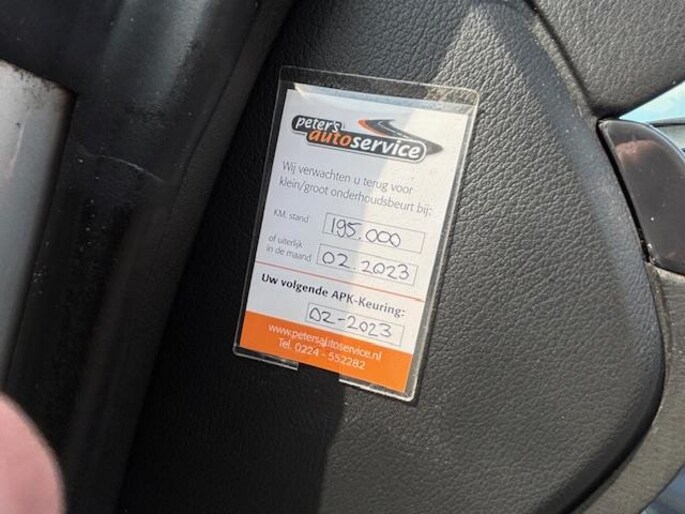 peter's
autoservice
Wij verwachten u terug voor
klein/groot onderhoudsbeurt bij:
KM. stand 195.000
of uiterlijk
in de maand 02.2023
Uw volgende APK-Keuring:
02-2023
www.petersautoservice.nl
Tel. 0224 - 552282